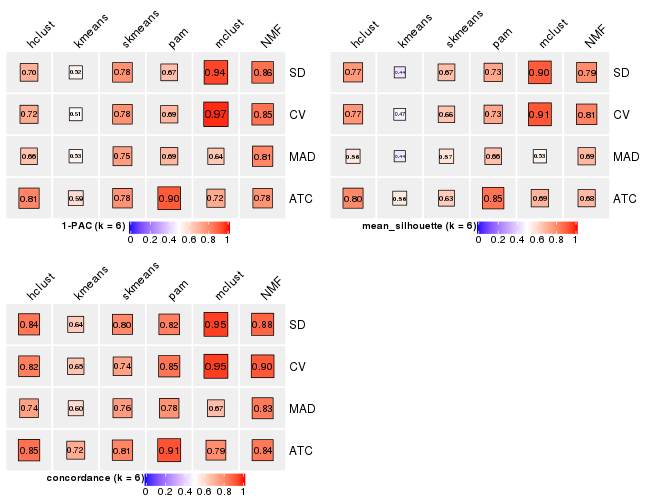 hclust kmeans skmeans pam mclust NMF
0.70 0.52 0.78 0.67 0.94 0.86 SD
0.72 0.51 0.78 0.69 0.97 0.85 CV
0.66 0.53 0.75 0.69 0.64 0.81 MAD
0.81 0.59 0.78 0.90 0.72 0.78 ATC
1-PAC (k = 6)
0 0.2 0.4 0.6 0.8 1
hclust kmeans skmeans pam mclust NMF
0.77 0.44 0.67 0.73 0.90 0.79 SD
0.77 0.47 0.66 0.73 0.91 0.81 CV
0.56 0.44 0.57 0.66 0.53 0.69 MAD
0.80 0.56 0.63 0.85 0.69 0.68 ATC
mean_silhouette (k = 6)
0 0.2 0.4 0.6 0.8 1
hclust kmeans skmeans pam mclust NMF
0.84 0.64 0.80 0.82 0.95 0.88 SD
0.82 0.65 0.74 0.85 0.95 0.90 CV
0.74 0.60 0.76 0.78 0.67 0.83 MAD
0.85 0.72 0.81 0.91 0.79 0.84 ATC
concordance (k = 6)
0 0.2 0.4 0.6 0.8 1